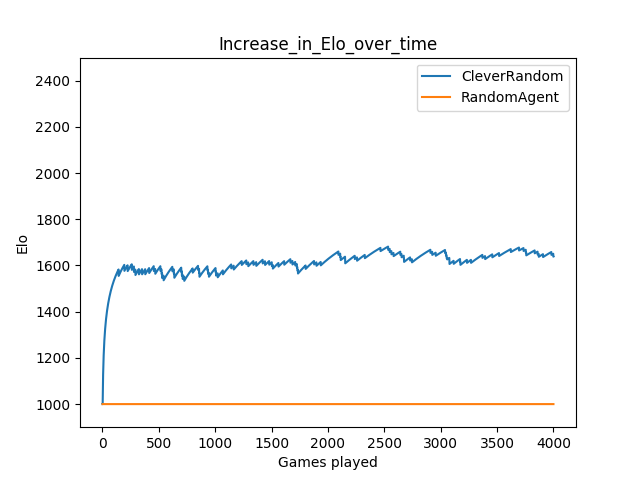 Increase_in_Elo_over_time
CleverRandom
RandomAgent
2400
2200
2000
1800
1600
1400
1200
1000
Elo
0 500 1000 1500 2000 2500 3000 3500 4000
Games played